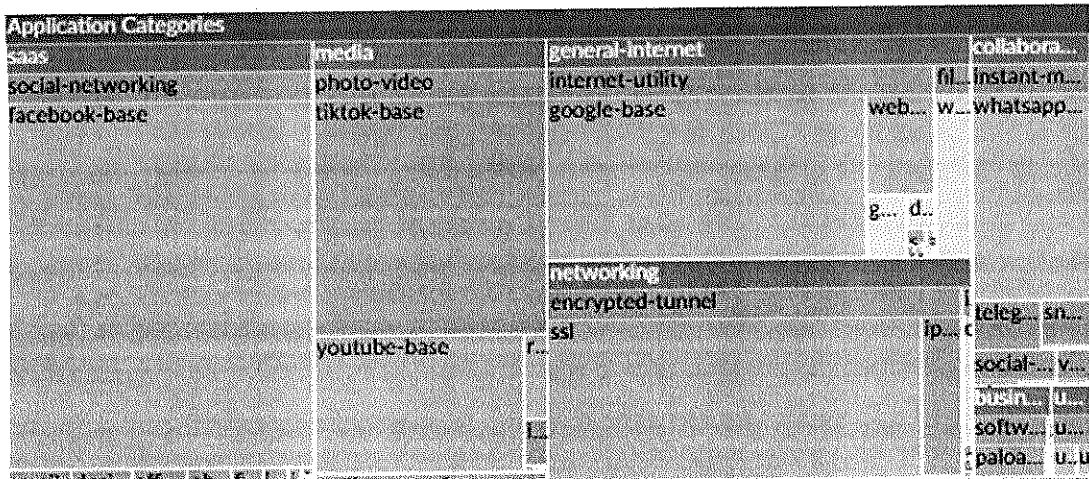 Application Categories
saas
media
general-internet
collabora...
social-networking
photo-video
internet-utility
fil...
instant-m...
facebook-base
tiktok-base
google-base
web...
w...
whatsapp...
g...
d..
networking
encrypted-tunnel
teleg...
sn...
ssl
ip...
youtube-base
r...
social-...
v...
busin...
u...
softw...
u...
paloa...
u...u